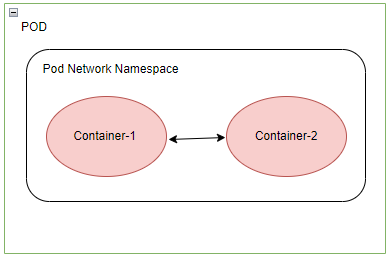 POD
Pod Network Namespace
Container-1
Container-2